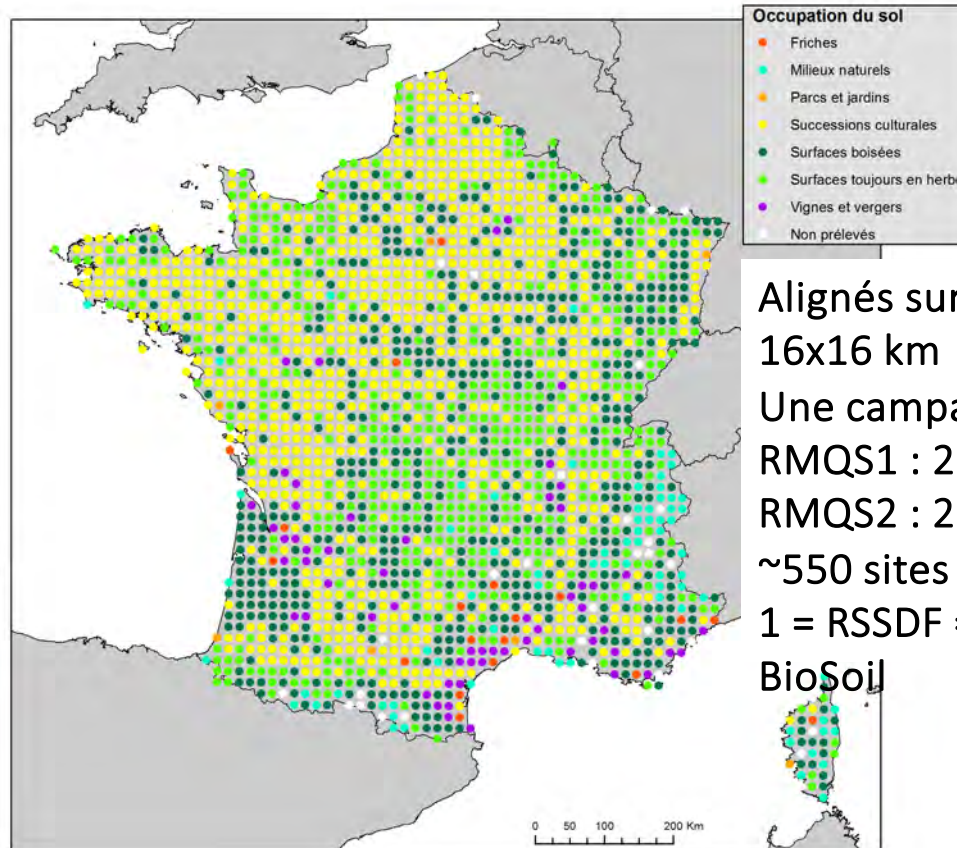 Occupation du sol
Friches
Milieux naturels
Parcs et jardins
Successions culturales
Surfaces boisées
Surfaces toujours en herbe
Vignes et vergers
Non prélevés
Alignés sur
16x16 km
Une campa
RMQS1 : 2
RMQS2 : 2
~550 sites
1 = RSSDF =
BioSoil
0 50 100 200 Km